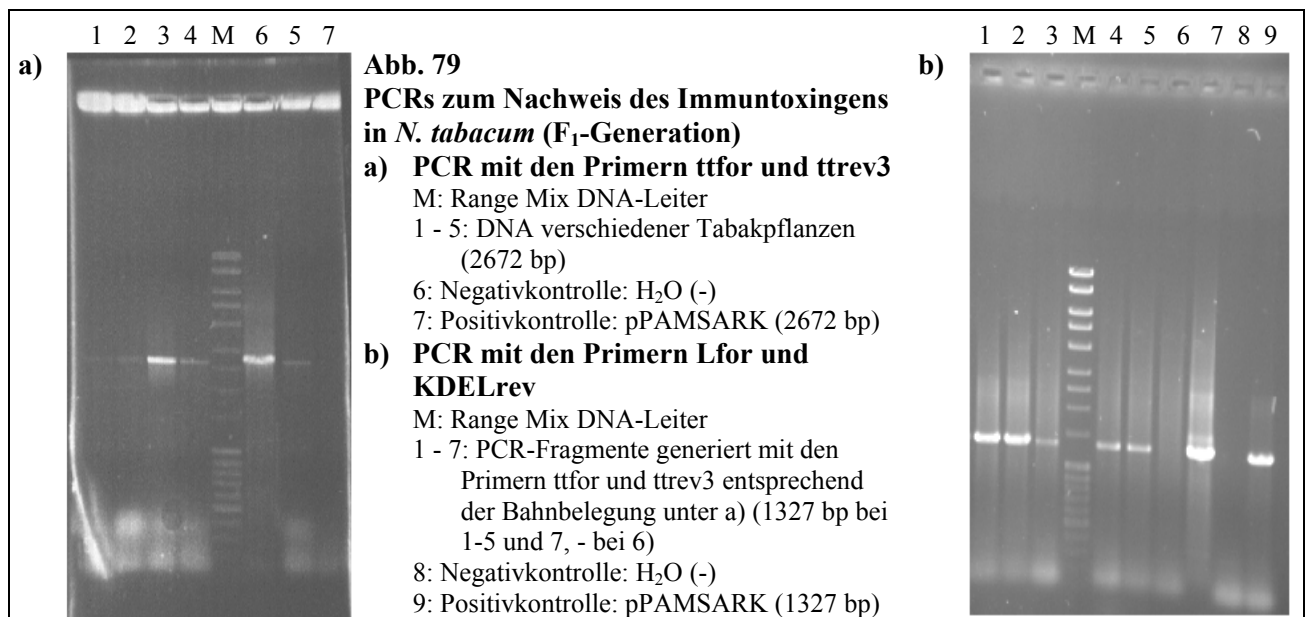 1 2 3 4 M 6 5 7
a)
Abb. 79
PCRs zum Nachweis des Immuntoxingens
in N. tabacum (F₁-Generation)
a) PCR mit den Primern ttfor und ttrev3
M: Range Mix DNA-Leiter
1 - 5: DNA verschiedener Tabakpflanzen
(2672 bp)
6: Negativkontrolle: H₂O (-)
7: Positivkontrolle: pPAMSARK (2672 bp)
b) PCR mit den Primern Lfor und
KDELrev
M: Range Mix DNA-Leiter
1 - 7: PCR-Fragmente generiert mit den
Primern ttfor und ttrev3 entsprechend
der Bahnbelegung unter a) (1327 bp bei
1-5 und 7, - bei 6)
8: Negativkontrolle: H₂O (-)
9: Positivkontrolle: pPAMSARK (1327 bp)
b)
1 2 3 M 4 5 6 7 8 9